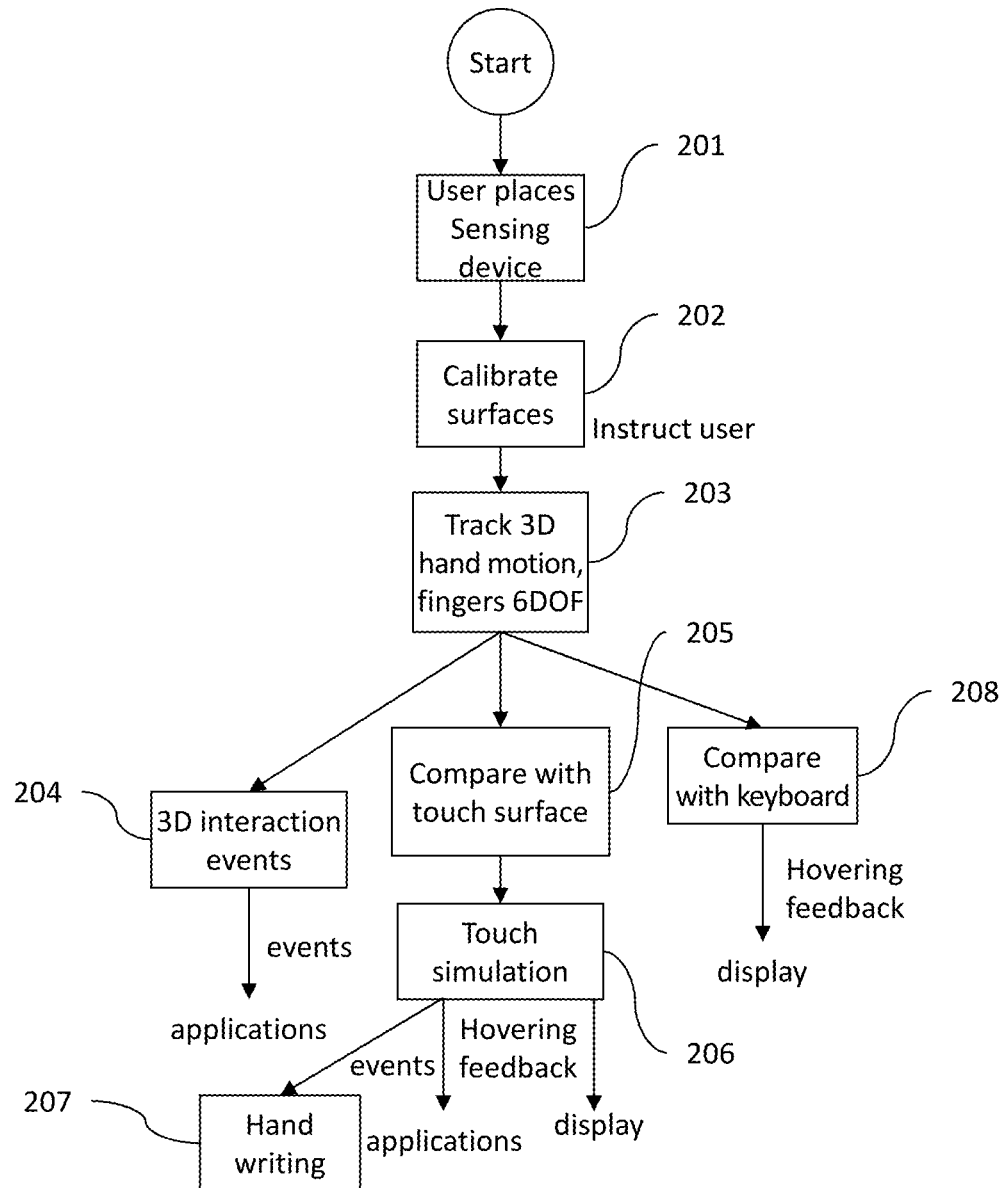 Start
201
User places
Sensing
device
202
Calibrate
surfaces
Instruct user
203
Track 3D
hand motion,
fingers 6DOF
205
208
Compare with
touch surface
Compare
with keyboard
204
3D interaction
events
Hovering
feedback
events
Touch
simulation
display
applications
206
events
Hovering
feedback
207
Hand
writing
applications
display